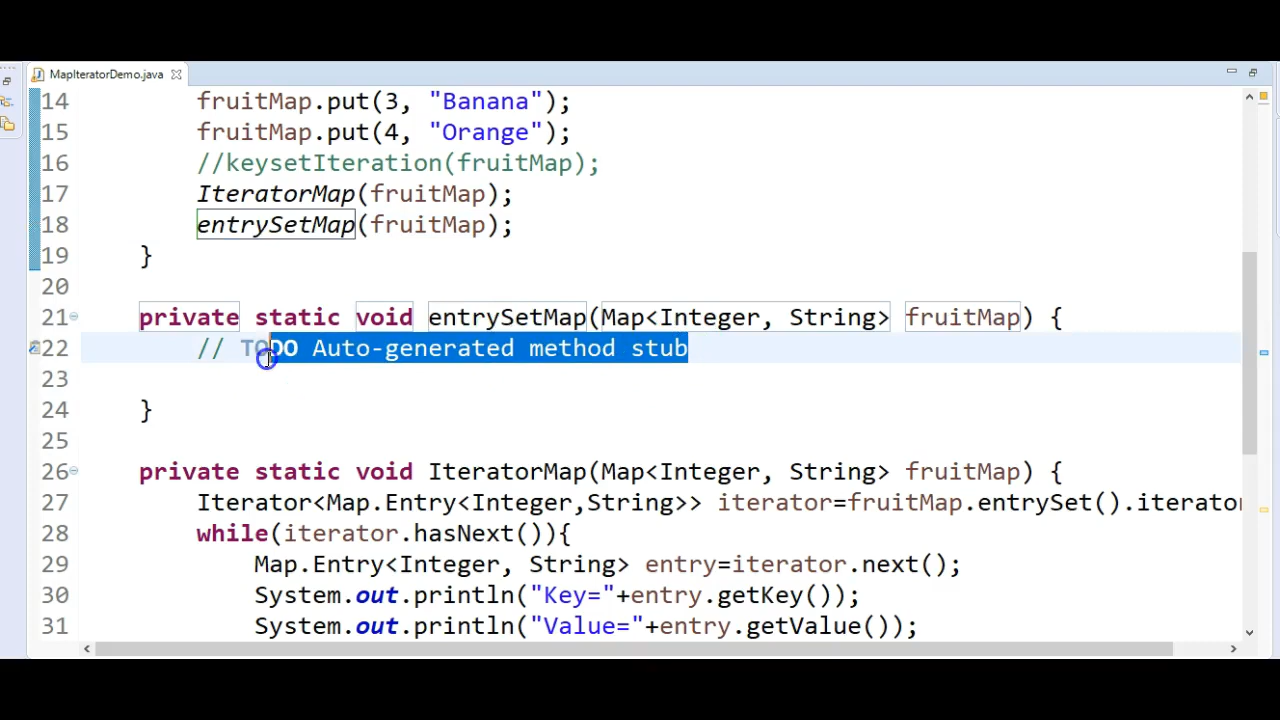 MapIteratorDemo.java
14 fruitMap.put(3, "Banana");
15 fruitMap.put(4, "Orange");
16 //keysetIteration(fruitMap);
17 IteratorMap(fruitMap);
18 entrySetMap(fruitMap);
19 }
20
21 private static void entrySetMap(Map<Integer, String> fruitMap) {
22 // TODO Auto-generated method stub
23
24 }
25
26 private static void IteratorMap(Map<Integer, String> fruitMap) {
27 Iterator<Map.Entry<Integer,String>> iterator=fruitMap.entrySet().iterator
28 while(iterator.hasNext()){
29 Map.Entry<Integer, String> entry=iterator.next();
30 System.out.println("Key="+entry.getKey());
31 System.out.println("Value="+entry.getValue());